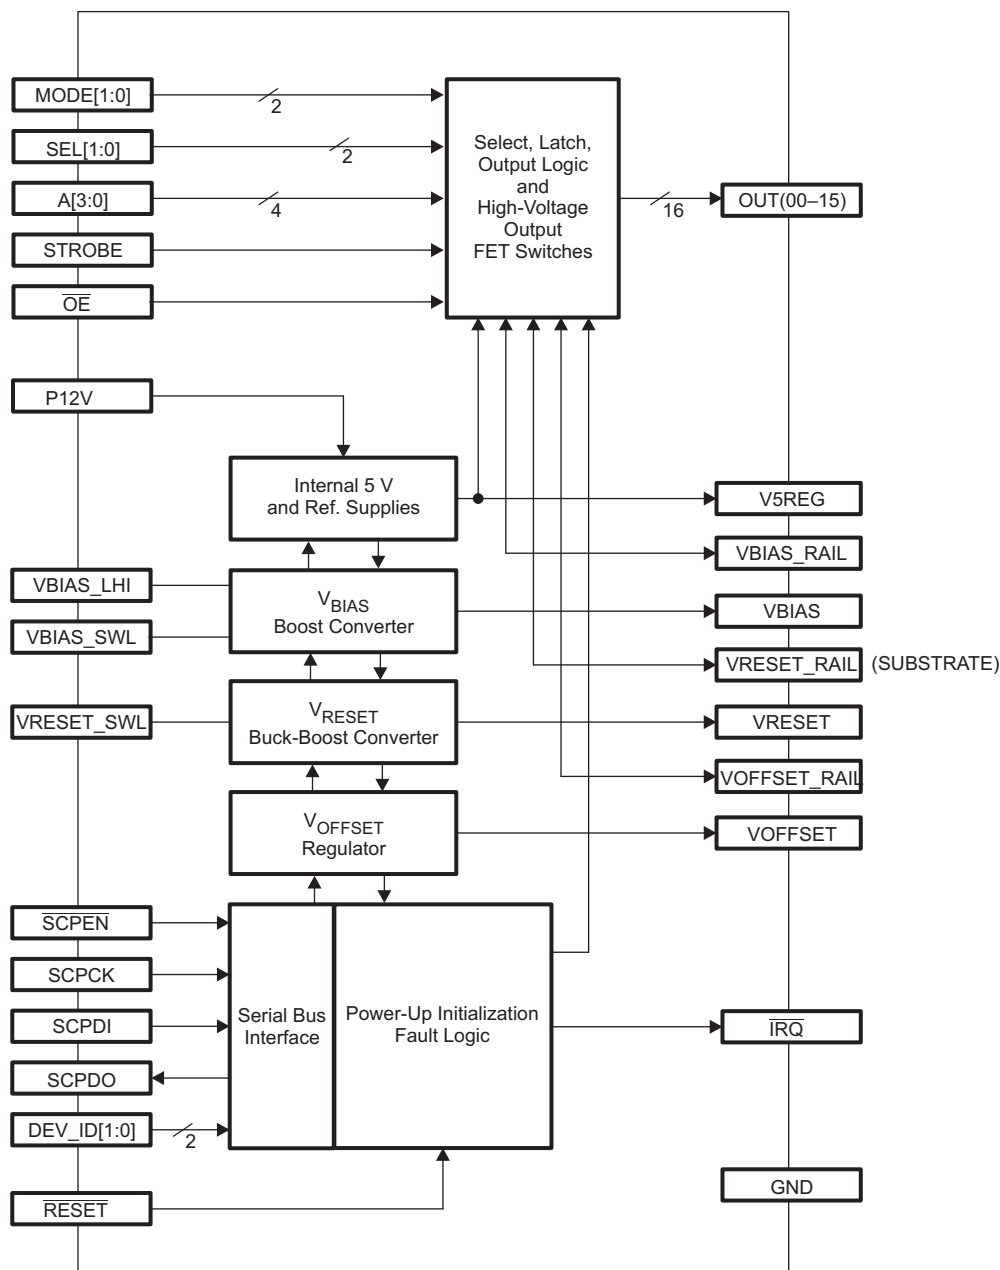 MODE[1:0]
2
SEL[1:0]
2
A[3:0]
4
STROBE
OE
Select, Latch,
Output Logic
and
High-Voltage
Output
FET Switches
16
OUT(00–15)
P12V
Internal 5 V
and Ref. Supplies
V5REG
VBIAS_RAIL
VBIAS_LHI
VBIAS_SWL
VBIAS
Boost Converter
VBIAS
VRESET_RAIL (SUBSTRATE)
VRESET_SWL
VRESET
Buck-Boost Converter
VRESET
VOFFSET_RAIL
VOFFSET
Regulator
VOFFSET
SCPEN
SCPCK
SCPDI
SCPDO
DEV_ID[1:0]
2
Serial Bus
Interface
Power-Up Initialization
Fault Logic
IRQ
GND
RESET